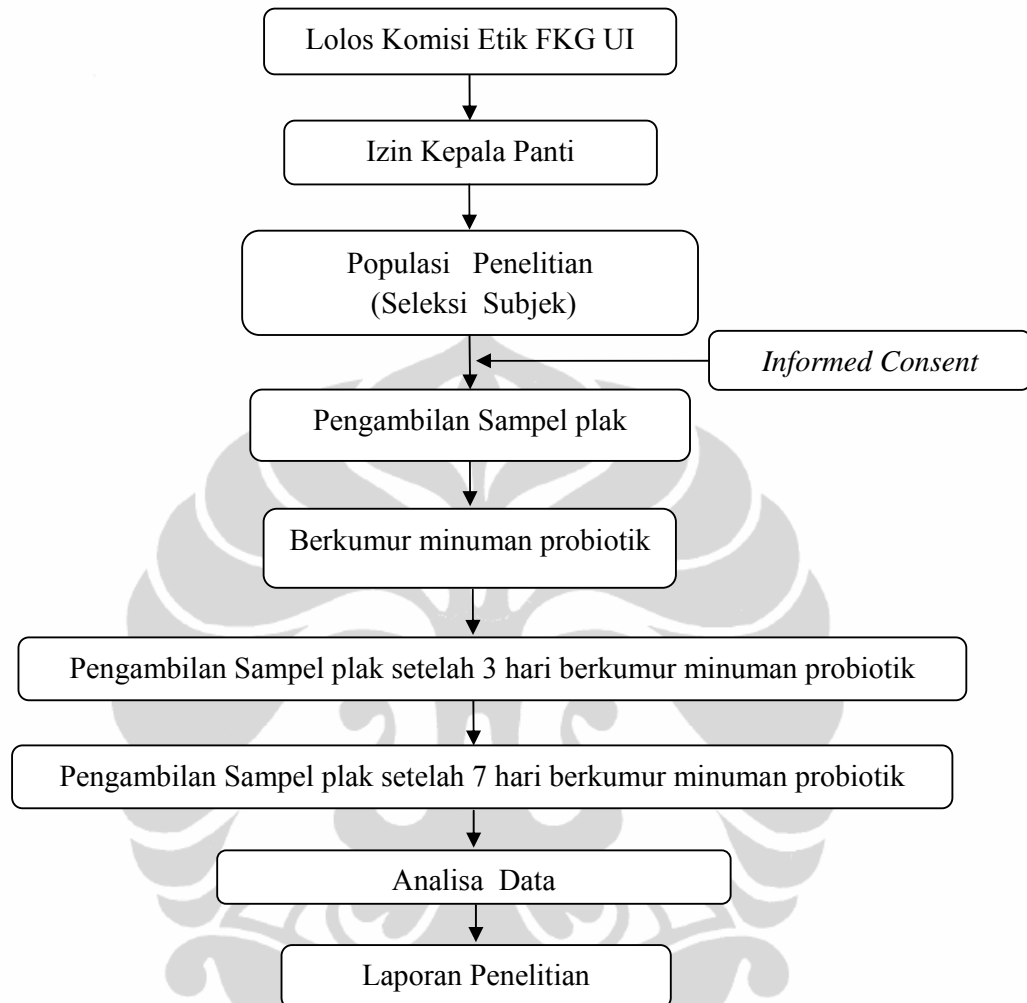 Lolos Komisi Etik FKG UI
Izin Kepala Panti
Populasi Penelitian
(Seleksi Subjek)
Informed Consent
Pengambilan Sampel plak
Berkumur minuman probiotik
Pengambilan Sampel plak setelah 3 hari berkumur minuman probiotik
Pengambilan Sampel plak setelah 7 hari berkumur minuman probiotik
Analisa Data
Laporan Penelitian